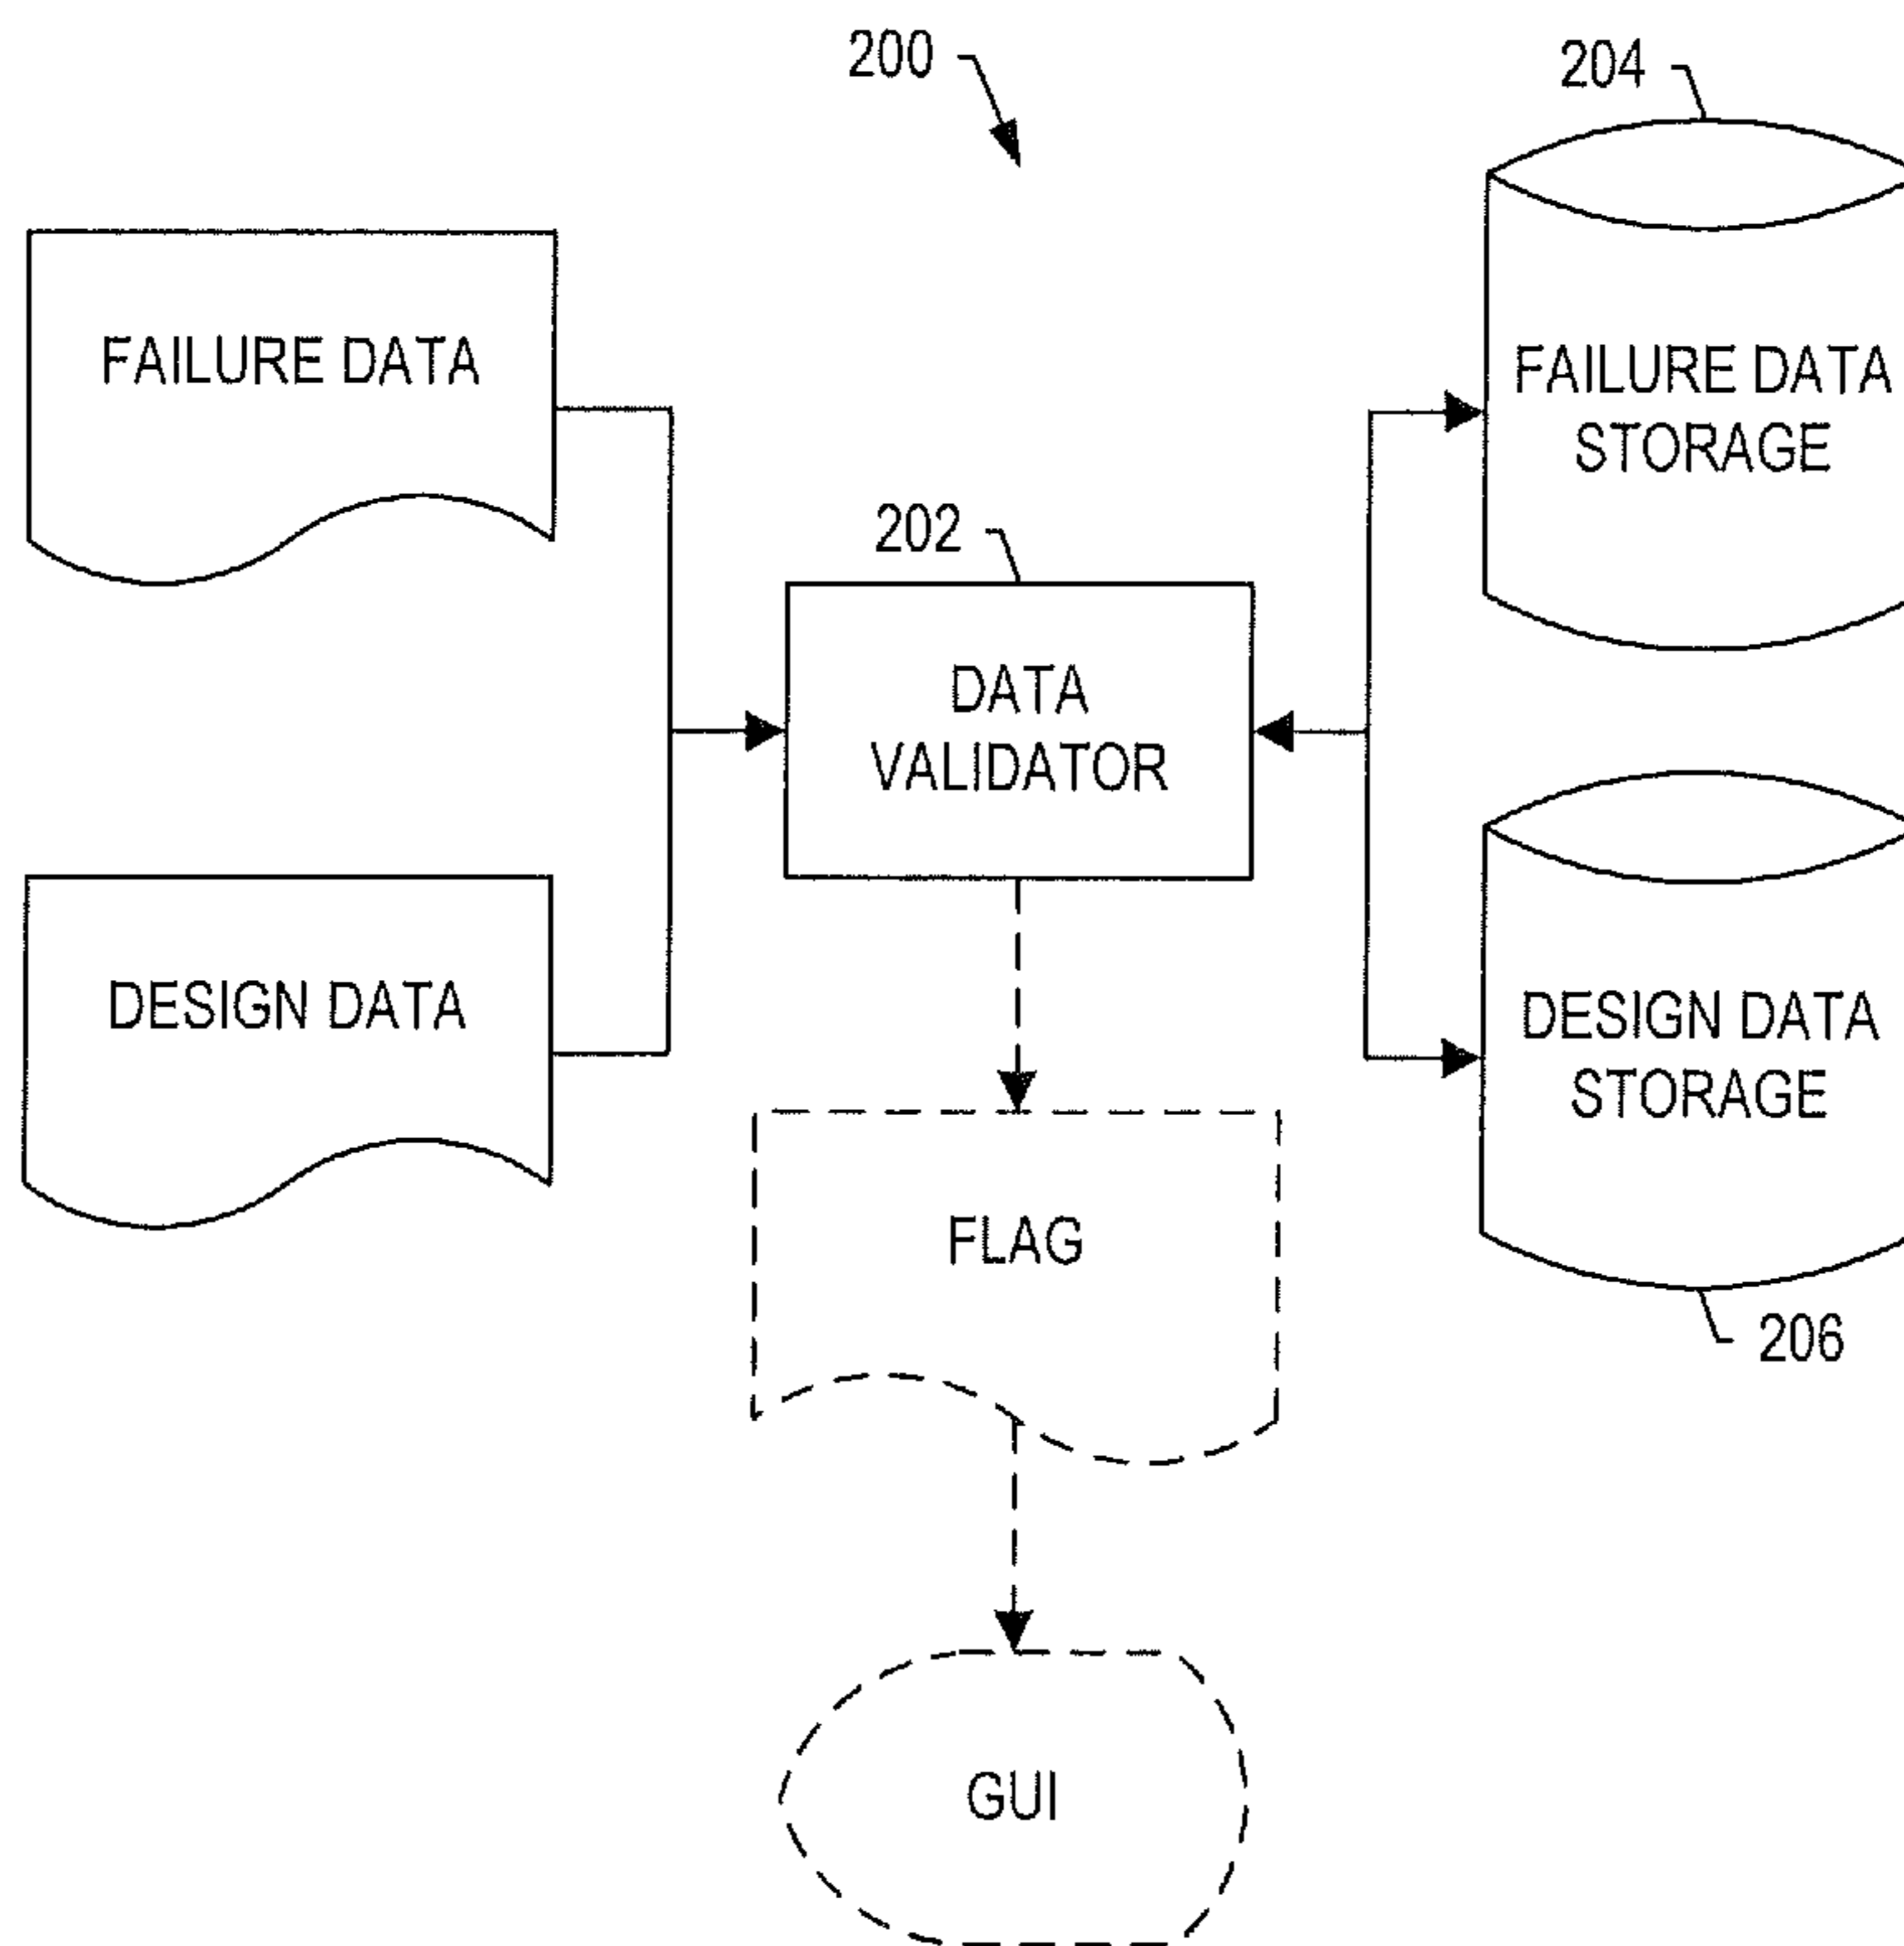 200
204
FAILURE DATA
FAILURE DATA
STORAGE
202
DATA
VALIDATOR
DESIGN DATA
DESIGN DATA
STORAGE
FLAG
206
GUI